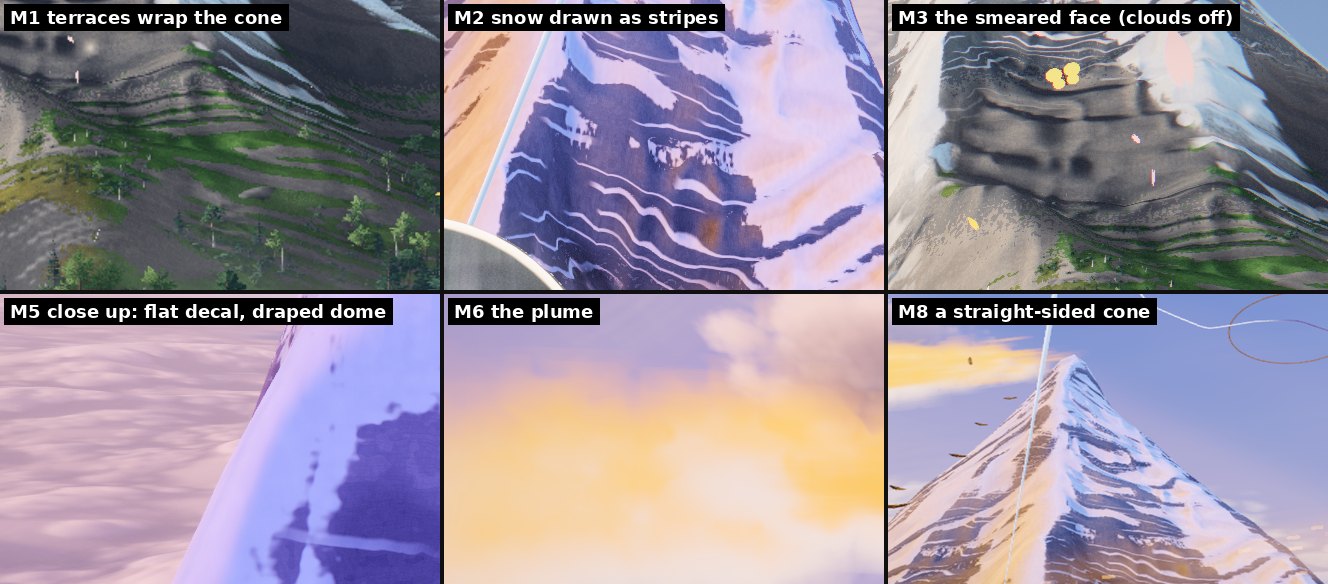 M1 terraces wrap the cone
M2 snow drawn as stripes
M3 the smeared face (clouds off)
M5 close up: flat decal, draped dome
M6 the plume
M8 a straight-sided cone